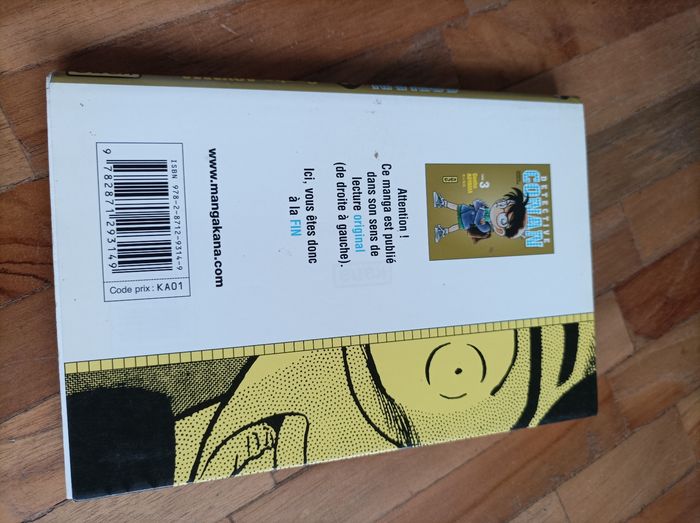 DETECTIVE
CONAN
VOL. 3
Gosho
AOYAMA
Attention !
Ce manga est publié
dans son sens de
lecture original
(de droite à gauche).
Ici, vous êtes donc
à la FIN
www.mangakana.com
ISBN 978-2-8712-9314-9
9 782871 293149
Code prix : KA01